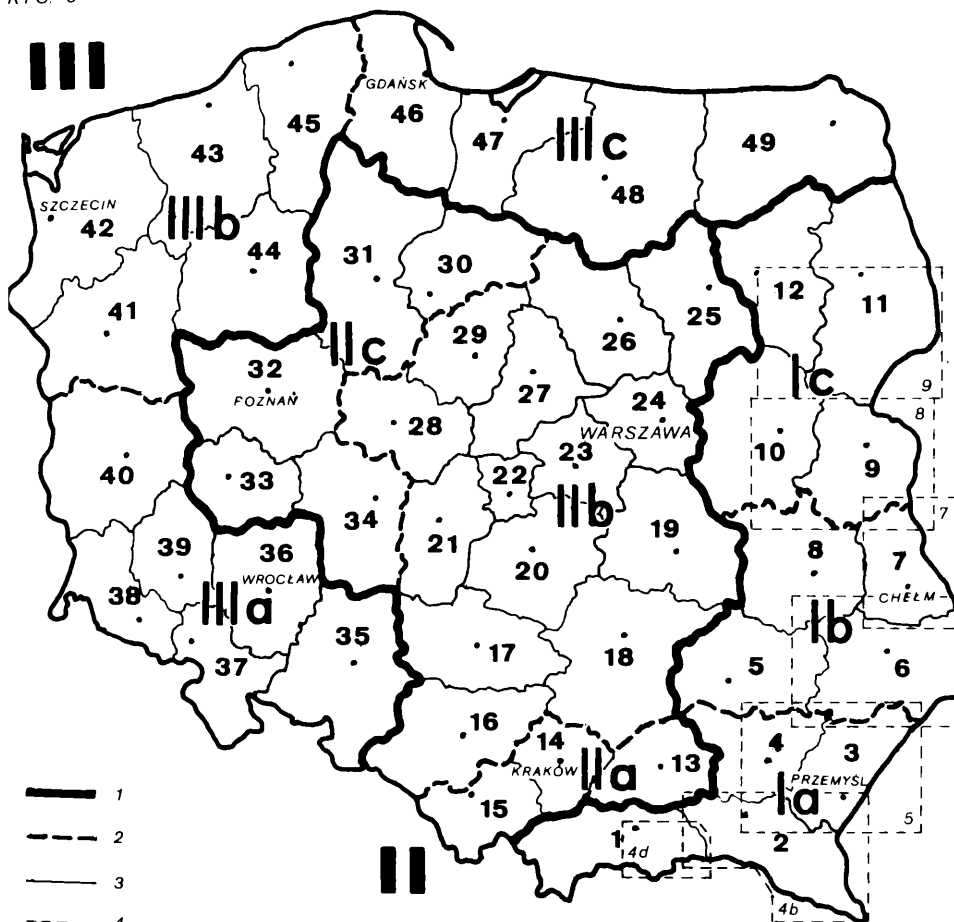 III
GDAŃSK
46
45
43
47
IIIc
49
48
SZCZECIN
42
IIIb
44
31
30
12
11
41
29
25
26
IIc
32
27
Ic
9
POZNAŃ
28
24
8
WARSZAWA
23
10
9
40
33
22
34
IIb
7
21
19
39
36
20
8
7
WROCŁAW
CHEŁM
38
IIIa
35
Ib
17
18
5
6
37
16
14
4
3
KRAKÓW
IIa
13
PRZEMYŚL
1
15
Ia
5
2
1
4d
2
3
II
4b